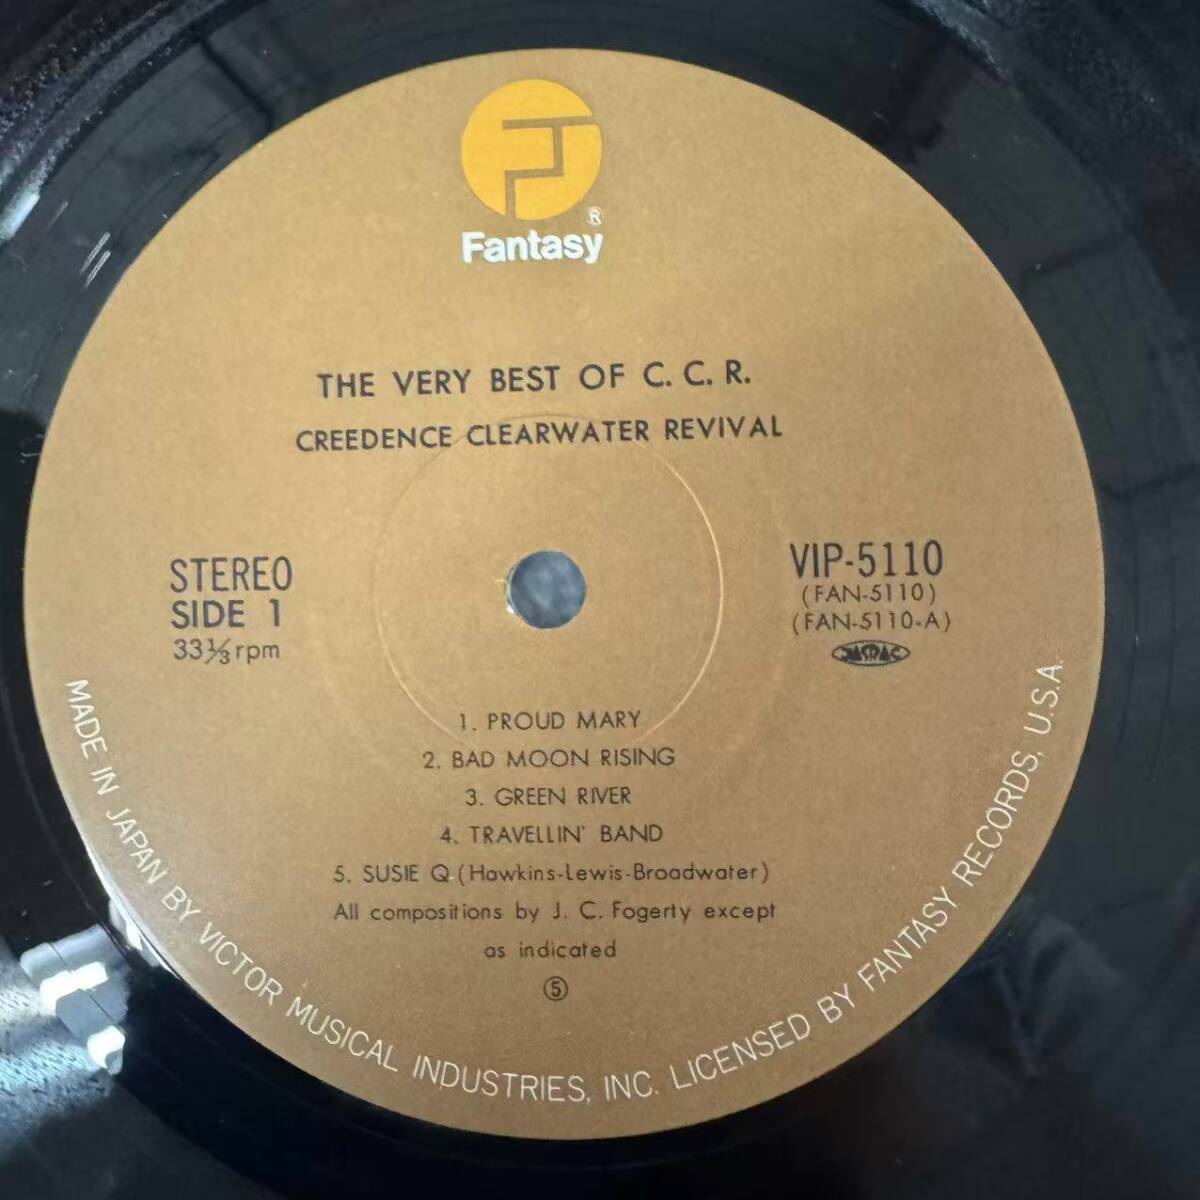 ®
Fantasy
THE VERY BEST OF C. C. R.
CREEDENCE CLEARWATER REVIVAL
STEREO
SIDE 1
33⅓rpm
VIP-5110
(FAN-5110)
(FAN-5110-A)
JASRAC
1. PROUD MARY
2. BAD MOON RISING
3. GREEN RIVER
4. TRAVELLIN' BAND
5. SUSIE Q (Hawkins-Lewis-Broadwater)
All compositions by J. C. Fogerty except
as indicated
⑤
MADE IN JAPAN BY VICTOR MUSICAL INDUSTRIES, INC. LICENSED BY FANTASY RECORDS, U.S.A.